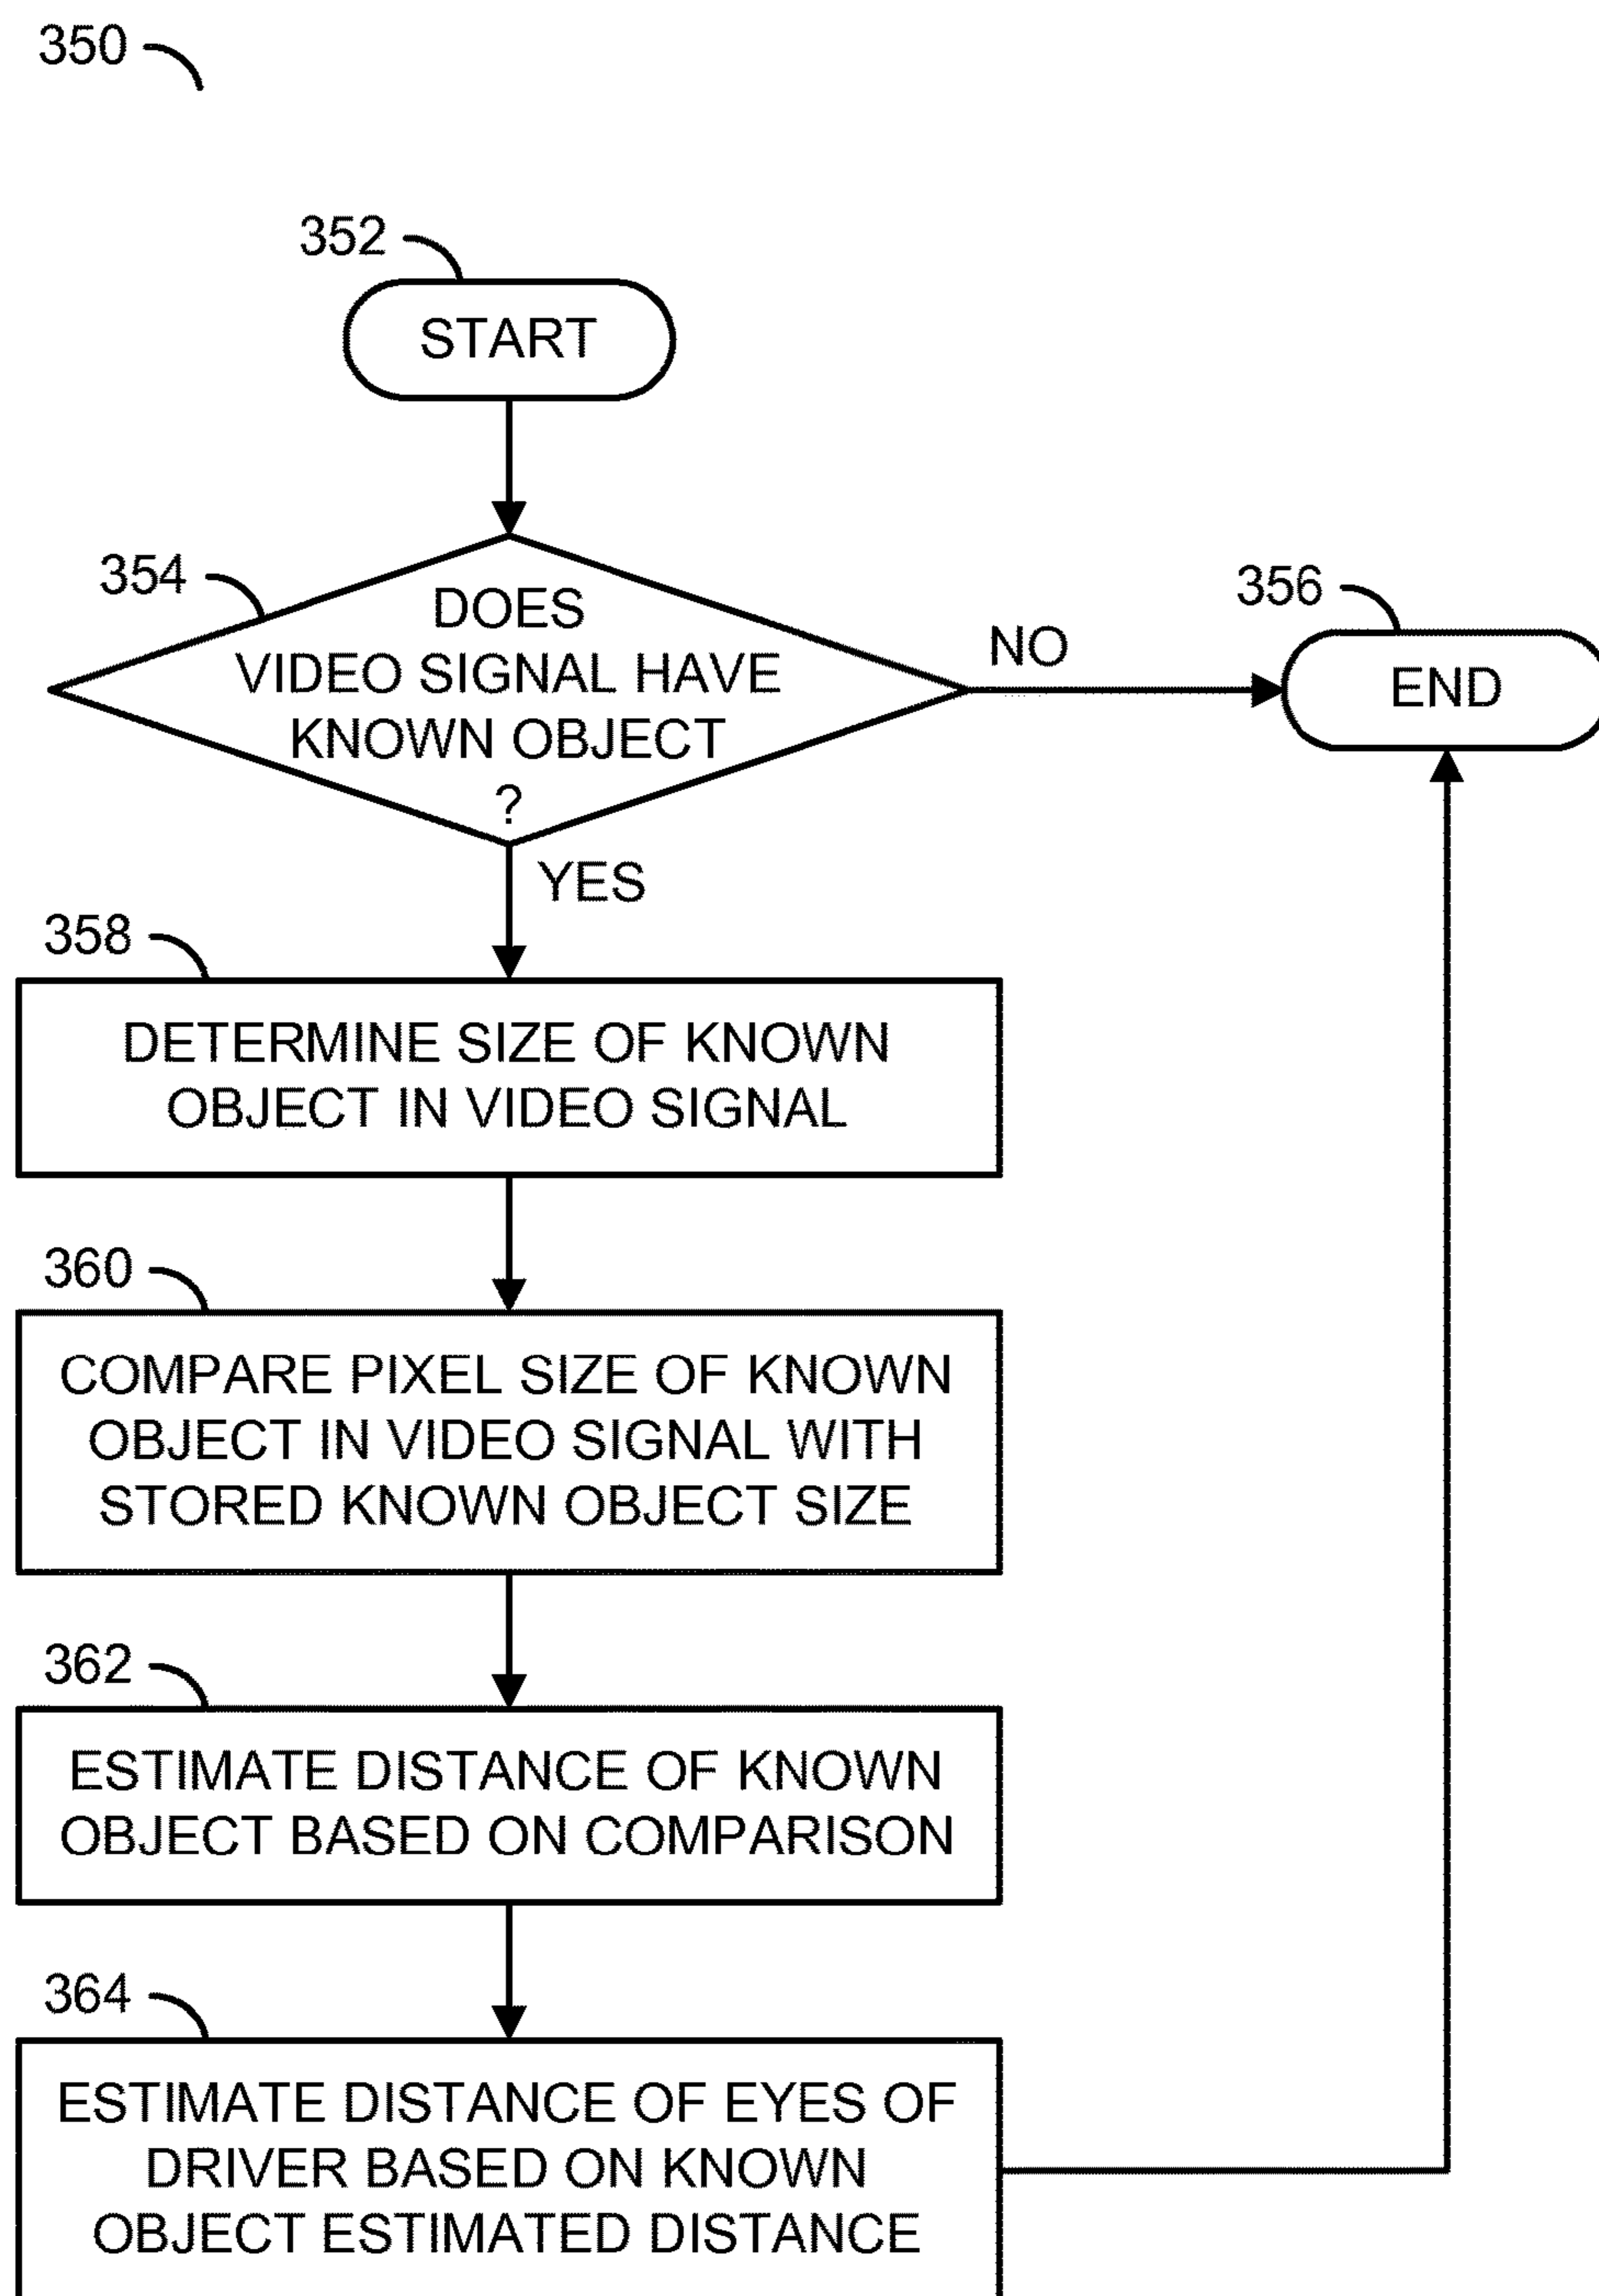 350
352
START
354
DOES
VIDEO SIGNAL HAVE
KNOWN OBJECT
?
NO
356
END
YES
358
DETERMINE SIZE OF KNOWN
OBJECT IN VIDEO SIGNAL
360
COMPARE PIXEL SIZE OF KNOWN
OBJECT IN VIDEO SIGNAL WITH
STORED KNOWN OBJECT SIZE
362
ESTIMATE DISTANCE OF KNOWN
OBJECT BASED ON COMPARISON
364
ESTIMATE DISTANCE OF EYES OF
DRIVER BASED ON KNOWN
OBJECT ESTIMATED DISTANCE